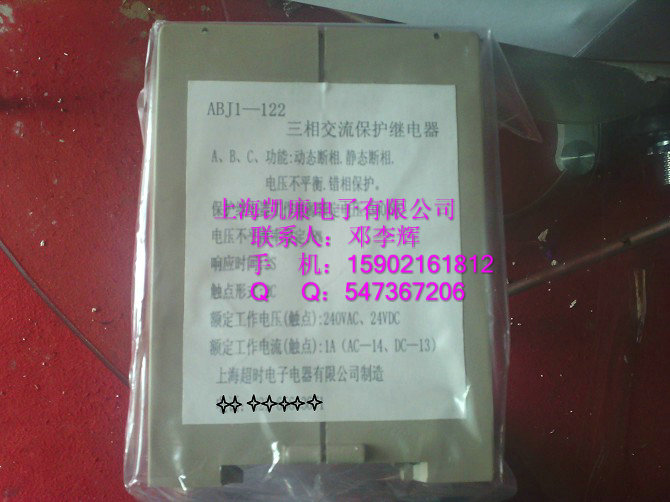 ABJ1—122
三相交流保护继电器
A、B、C、功能:动态断相.静态断相.
电压不平衡.错相保护。
上海凯廉电子有限公司
电压不
联系人：邓李辉
响应时间
手 机：15902161812
触点形式
Q Q：547367206
额定工作电压(触点):240VAC、24VDC
额定工作电流(触点):1A (AC—14、DC—13)
上海超时电子电器有限公司制造